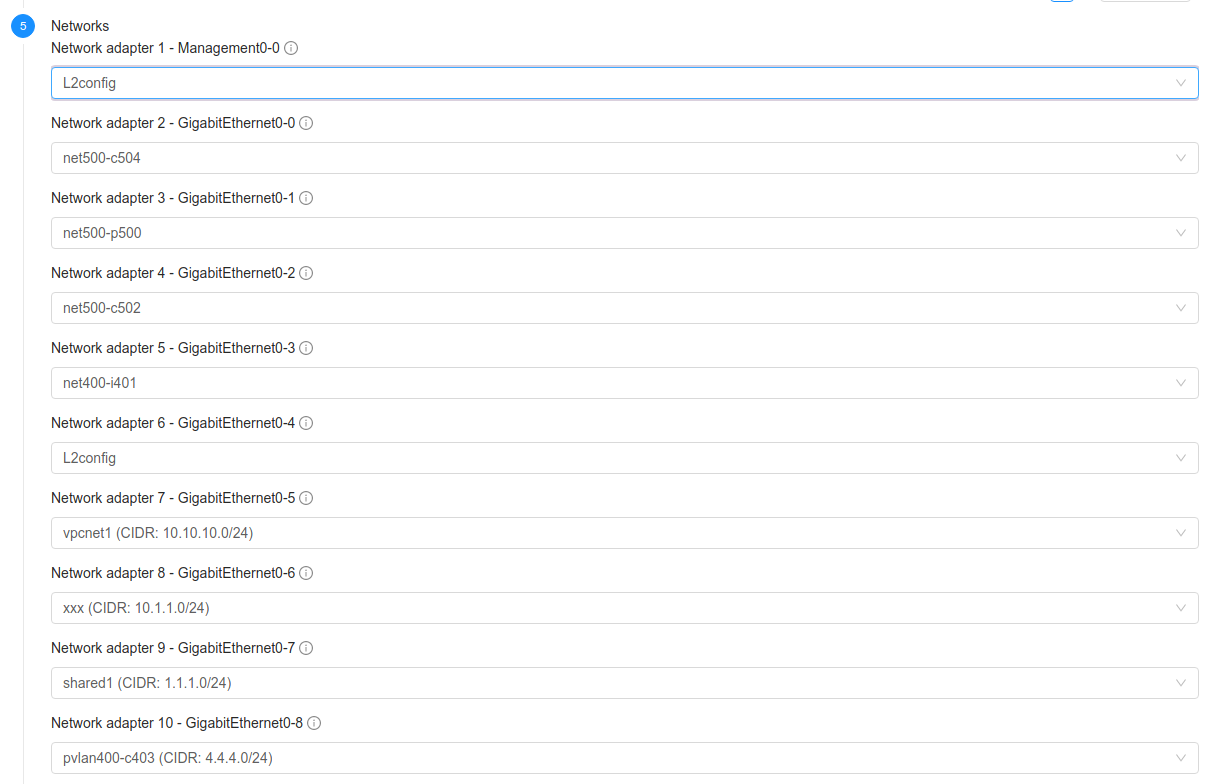 5
Networks
Network adapter 1 - Management0-0
L2config
Network adapter 2 - GigabitEthernet0-0
net500-c504
Network adapter 3 - GigabitEthernet0-1
net500-p500
Network adapter 4 - GigabitEthernet0-2
net500-c502
Network adapter 5 - GigabitEthernet0-3
net400-i401
Network adapter 6 - GigabitEthernet0-4
L2config
Network adapter 7 - GigabitEthernet0-5
vpcnet1 (CIDR: 10.10.10.0/24)
Network adapter 8 - GigabitEthernet0-6
xxx (CIDR: 10.1.1.0/24)
Network adapter 9 - GigabitEthernet0-7
shared1 (CIDR: 1.1.1.0/24)
Network adapter 10 - GigabitEthernet0-8
pvlan400-c403 (CIDR: 4.4.4.0/24)